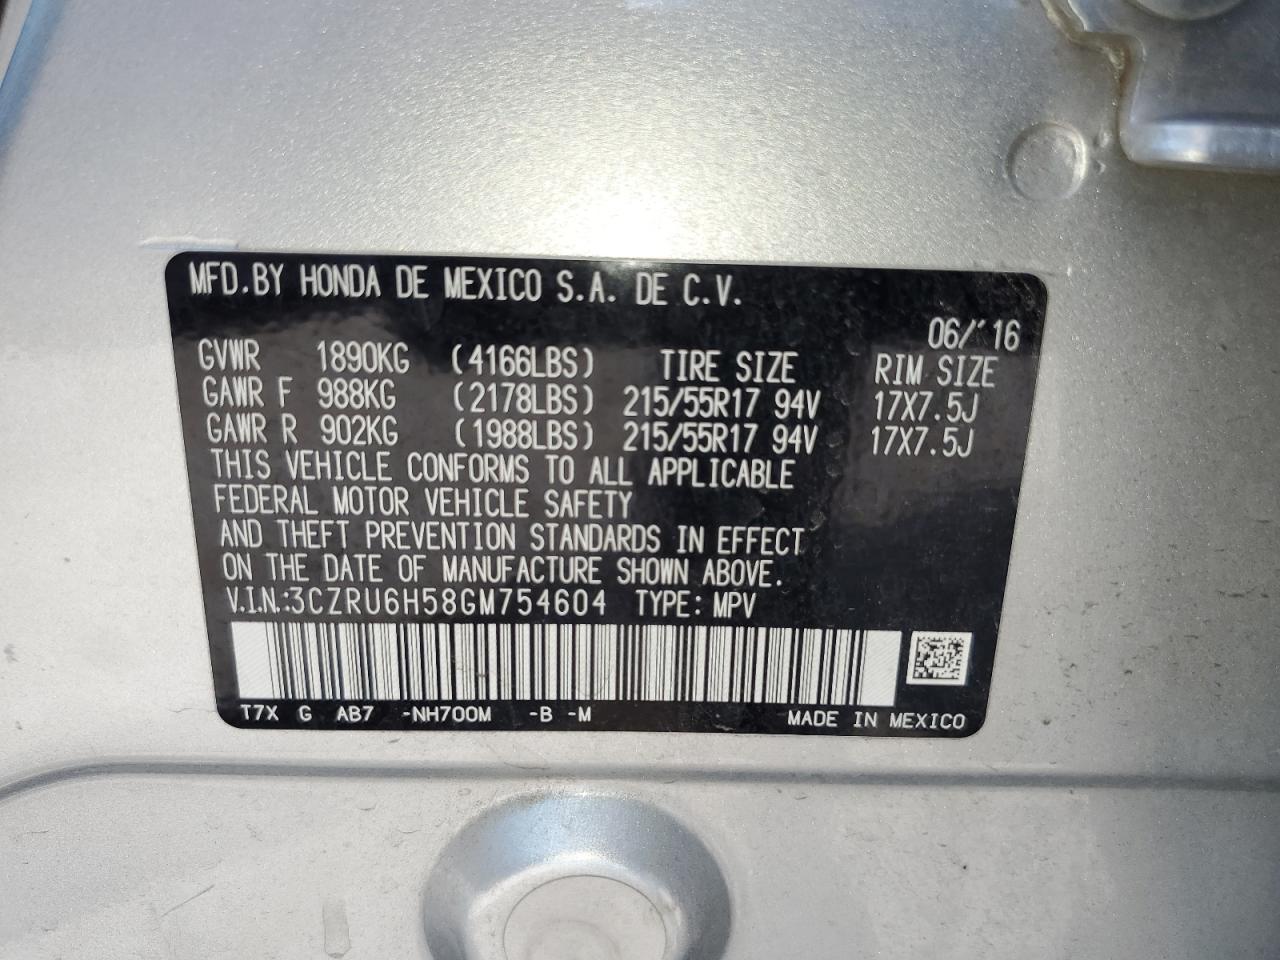 MFD.BY HONDA DE MEXICO S.A. DE C.V.
06/'16
GVWR 1890KG (4166LBS) TIRE SIZE RIM SIZE
GAWR F 988KG (2178LBS) 215/55R17 94V 17X7.5J
GAWR R 902KG (1988LBS) 215/55R17 94V 17X7.5J
THIS VEHICLE CONFORMS TO ALL APPLICABLE
FEDERAL MOTOR VEHICLE SAFETY
AND THEFT PREVENTION STANDARDS IN EFFECT
ON THE DATE OF MANUFACTURE SHOWN ABOVE.
V.I.N.:3CZRU6H58GM754604 TYPE: MPV
T7X G AB7 -NH700M -B -M MADE IN MEXICO